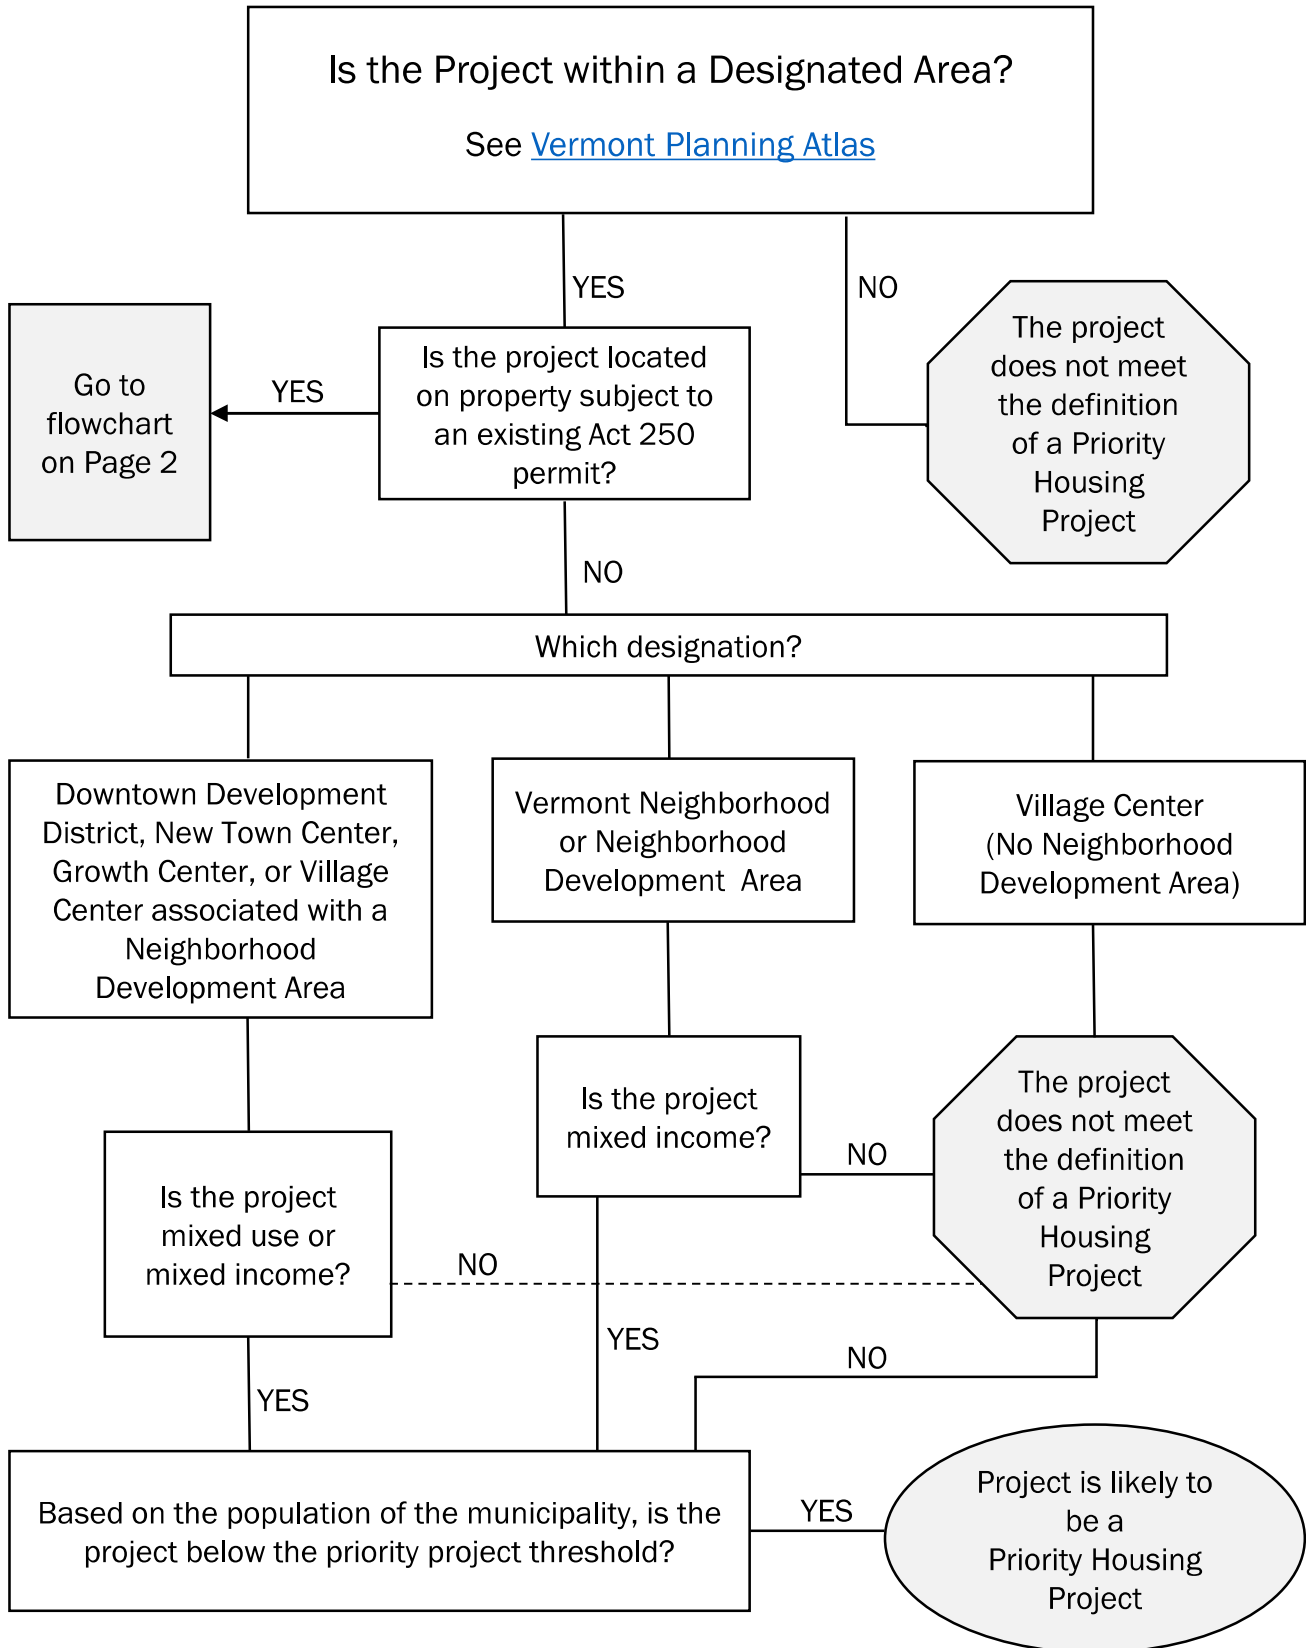 Is the Project within a Designated Area?
See Vermont Planning Atlas
YES
NO
Go to
flowchart
on Page 2
YES
Is the project located
on property subject to
an existing Act 250
permit?
The project
does not meet
the definition
of a Priority
Housing
Project
NO
Which designation?
Downtown Development
District, New Town Center,
Growth Center, or Village
Center associated with a
Neighborhood
Development Area
Vermont Neighborhood
or Neighborhood
Development Area
Village Center
(No Neighborhood
Development Area)
Is the project
mixed use or
mixed income?
Is the project
mixed income?
NO
The project
does not meet
the definition
of a Priority
Housing
Project
NO
YES
NO
YES
Based on the population of the municipality, is the
project below the priority project threshold?
YES
Project is likely to
be a
Priority Housing
Project